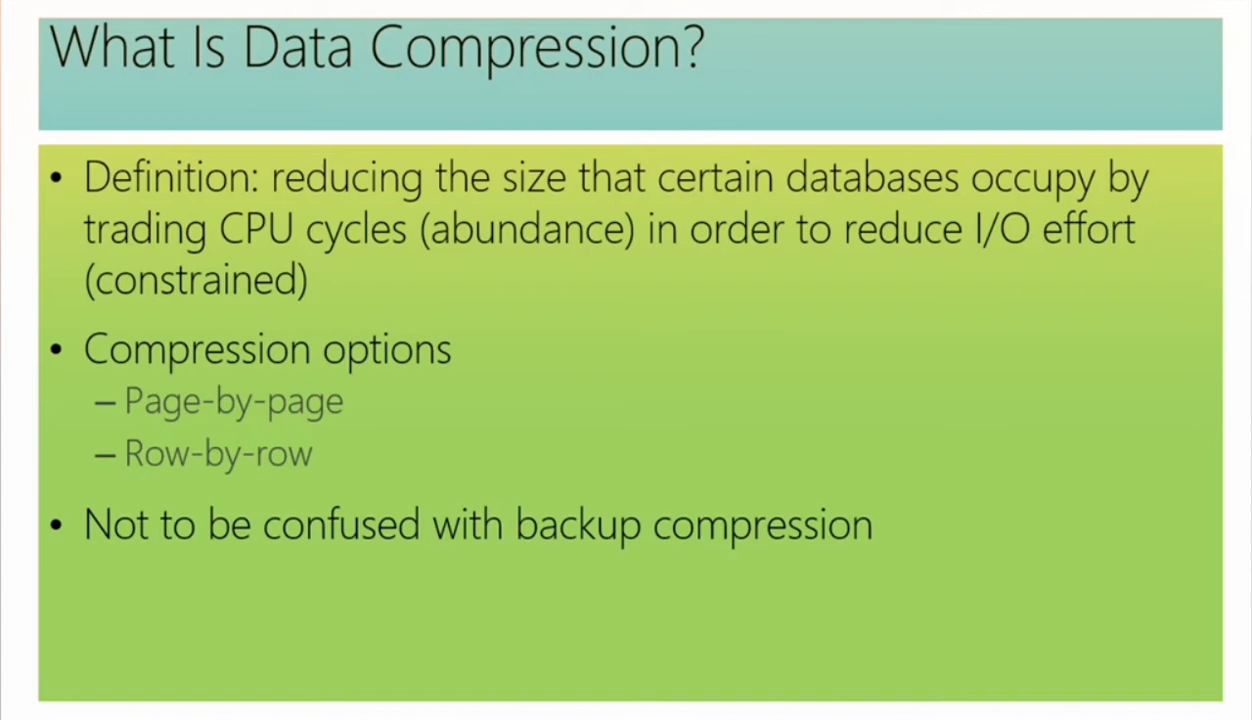 What Is Data Compression?
• Definition: reducing the size that certain databases occupy by
trading CPU cycles (abundance) in order to reduce I/O effort
(constrained)
• Compression options
– Page-by-page
– Row-by-row
• Not to be confused with backup compression